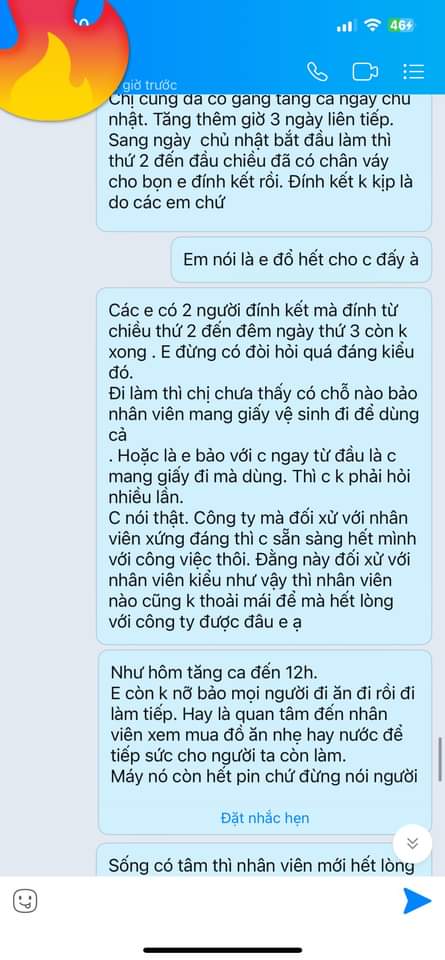 46
giờ trước
Chị cũng đã cố gắng tăng ca ngày chủ
nhật. Tăng thêm giờ 3 ngày liên tiếp.
Sang ngày  chủ nhật bắt đầu làm thì
thứ 2 đến đầu chiều đã có chân váy
cho bọn e đính kết rồi. Đính kết k kịp là
do các em chứ
Em nói là e đổ hết cho c đấy à
Các e có 2 người đính kết mà đính từ
chiều thứ 2 đến đêm ngày thứ 3 còn k
xong . E đừng có đòi hỏi quá đáng kiểu
đó.
Đi làm thì chị chưa thấy có chỗ nào bảo
nhân viên mang giấy vệ sinh đi để dùng
cả
. Hoặc là e bảo với c ngay từ đầu là c
mang giấy đi mà dùng. Thì c k phải hỏi
nhiều lần.
C nói thật. Công ty mà đối xử với nhân
viên xứng đáng thì c sẵn sàng hết mình
với công việc thôi. Đằng này đối xử với
nhân viên kiểu như vậy thì nhân viên
nào cũng k thoải mái để mà hết lòng
với công ty được đâu e ạ
Như hôm tăng ca đến 12h.
E còn k nỡ bảo mọi người đi ăn đi rồi đi
làm tiếp. Hay là quan tâm đến nhân
viên xem mua đồ ăn nhẹ hay nước để
tiếp sức cho người ta còn làm.
Máy nó còn hết pin chứ đừng nói người
Đặt nhắc hẹn
Sống có tâm thì nhân viên mới hết lòng